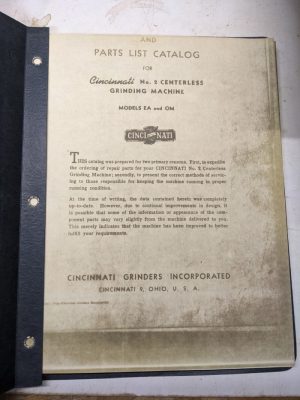 AND
PARTS LIST CATALOG
FOR
Cincinnati No. 2 CENTERLESS
GRINDING MACHINE
MODELS EA and OM
CINCINNATI
THIS catalog was prepared for two primary reasons. First, to expedite
the ordering of repair parts for your CINCINNATI No. 2 Centerless
Grinding Machine; secondly, to present the correct methods of servic-
ing to those responsible for keeping the machine running in proper
running condition.
At the time of writing, the data contained herein was completely
up-to-date. However, due to continual improvements in design, it
is possible that some of the information or appearance of the com-
ponent parts may vary slightly from the machine delivered to you.
This merely indicates that the machine has been improved to better
fulfill your requirements.
CINCINNATI GRINDERS INCORPORATED
CINCINNATI 9, OHIO, U. S. A.